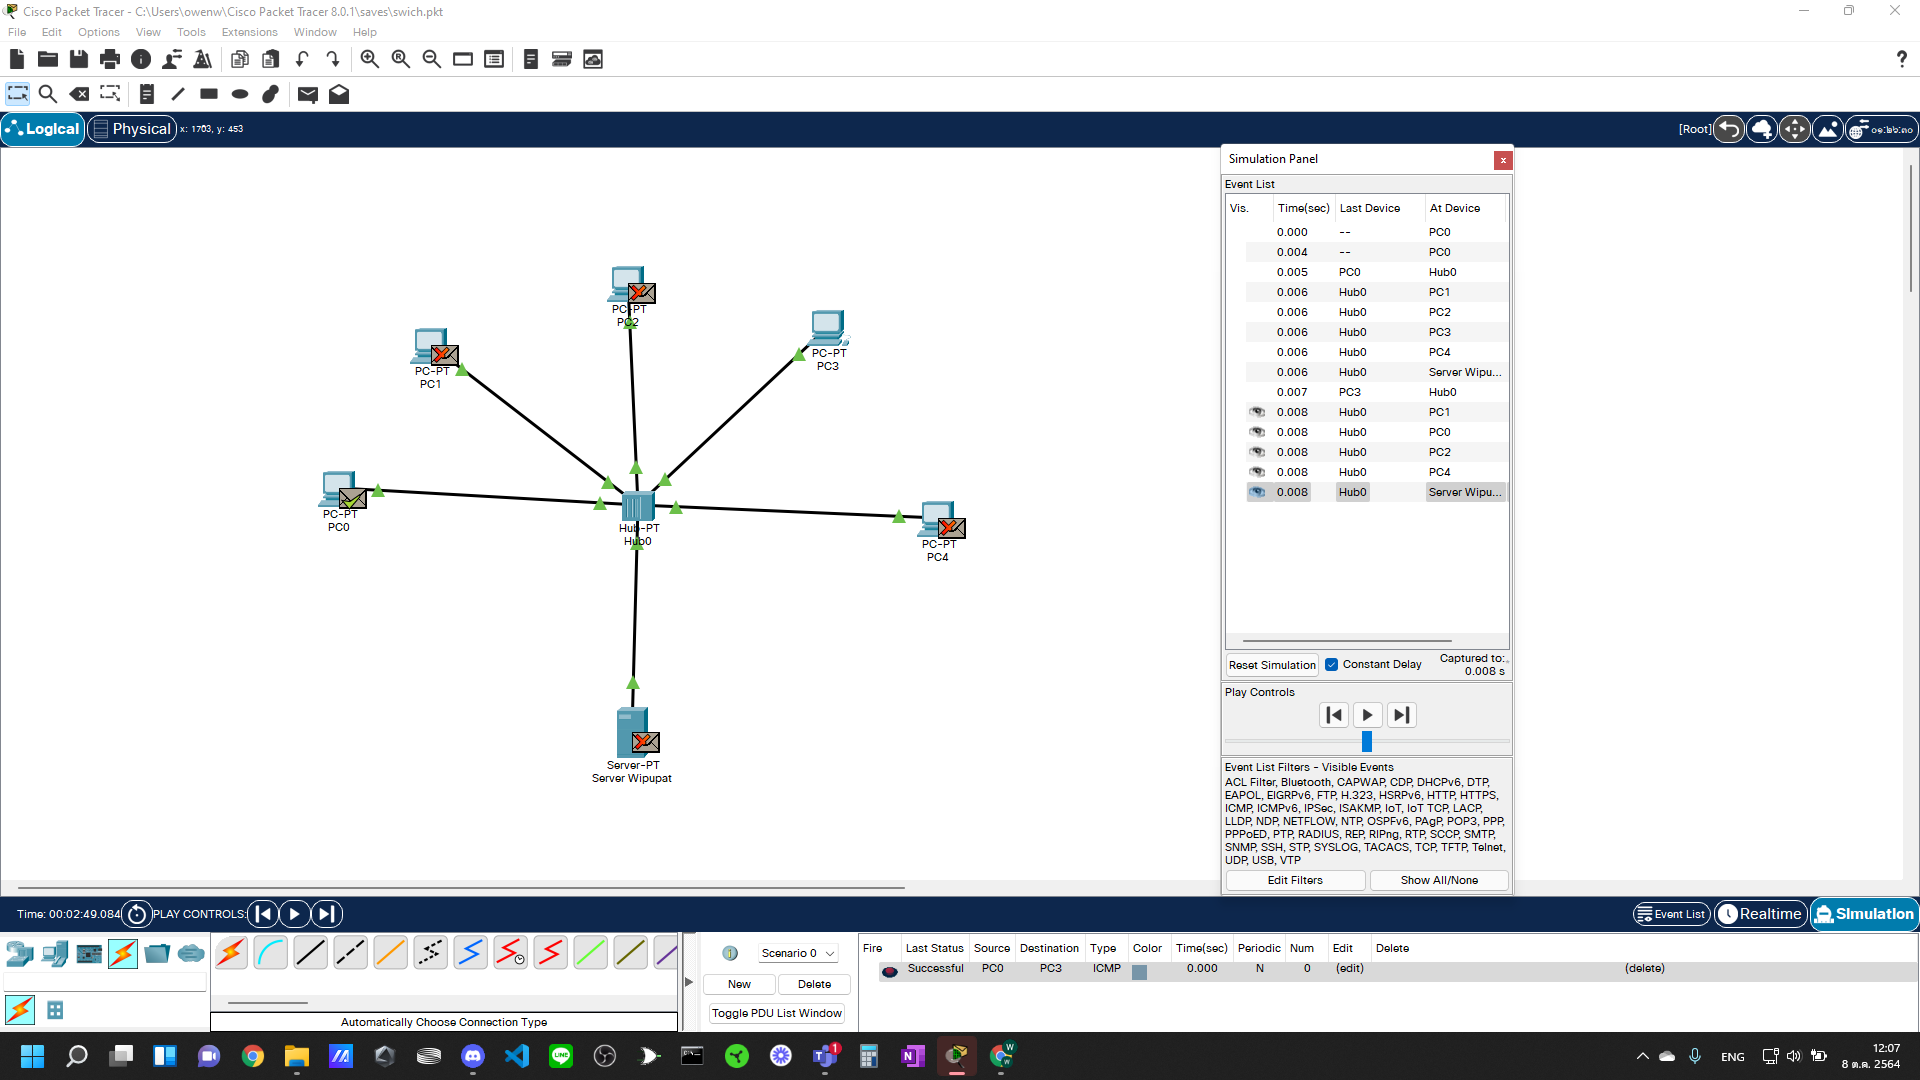 Cisco Packet Tracer - C:\Users\owenw\Cisco Packet Tracer 8.0.1\saves\swich.pkt
File Edit Options View Tools Extensions Window Help
Logical Physical x: 1703, y: 453
[Root] ๐๑:๒๖:๓๐
PC-PT
PC2
PC-PT
PC3
PC-PT
PC1
PC-PT
PC0
Hub-PT
Hub0
PC-PT
PC4
Server-PT
Server Wipupat
Simulation Panel
Event List
Vis. Time(sec) Last Device At Device
0.000 -- PC0
0.004 -- PC0
0.005 PC0 Hub0
0.006 Hub0 PC1
0.006 Hub0 PC2
0.006 Hub0 PC3
0.006 Hub0 PC4
0.006 Hub0 Server Wipu...
0.007 PC3 Hub0
0.008 Hub0 PC1
0.008 Hub0 PC0
0.008 Hub0 PC2
0.008 Hub0 PC4
0.008 Hub0 Server Wipu...
Reset Simulation Constant Delay Captured to:
0.008 s
Play Controls
Event List Filters - Visible Events
ACL Filter, Bluetooth, CAPWAP, CDP, DHCPv6, DTP,
EAPOL, EIGRPv6, FTP, H.323, HSRPv6, HTTP, HTTPS,
ICMP, ICMPv6, IPSec, ISAKMP, IoT, IoT TCP, LACP,
LLDP, NDP, NETFLOW, NTP, OSPFv6, PAgP, POP3, PPP,
PPPoED, PTP, RADIUS, REP, RIPng, RTP, SCCP, SMTP,
SNMP, SSH, STP, SYSLOG, TACACS, TCP, TFTP, Telnet,
UDP, USB, VTP
Edit Filters Show All/None
Time: 00:02:49.084 PLAY CONTROLS: Event List Realtime Simulation
Scenario 0
New Delete
Toggle PDU List Window
Automatically Choose Connection Type
Fire Last Status Source Destination Type Color Time(sec) Periodic Num Edit Delete
Successful PC0 PC3 ICMP 0.000 N 0 (edit) (delete)
LINE
1
W
ENG
12:07
8 ต.ค. 2564